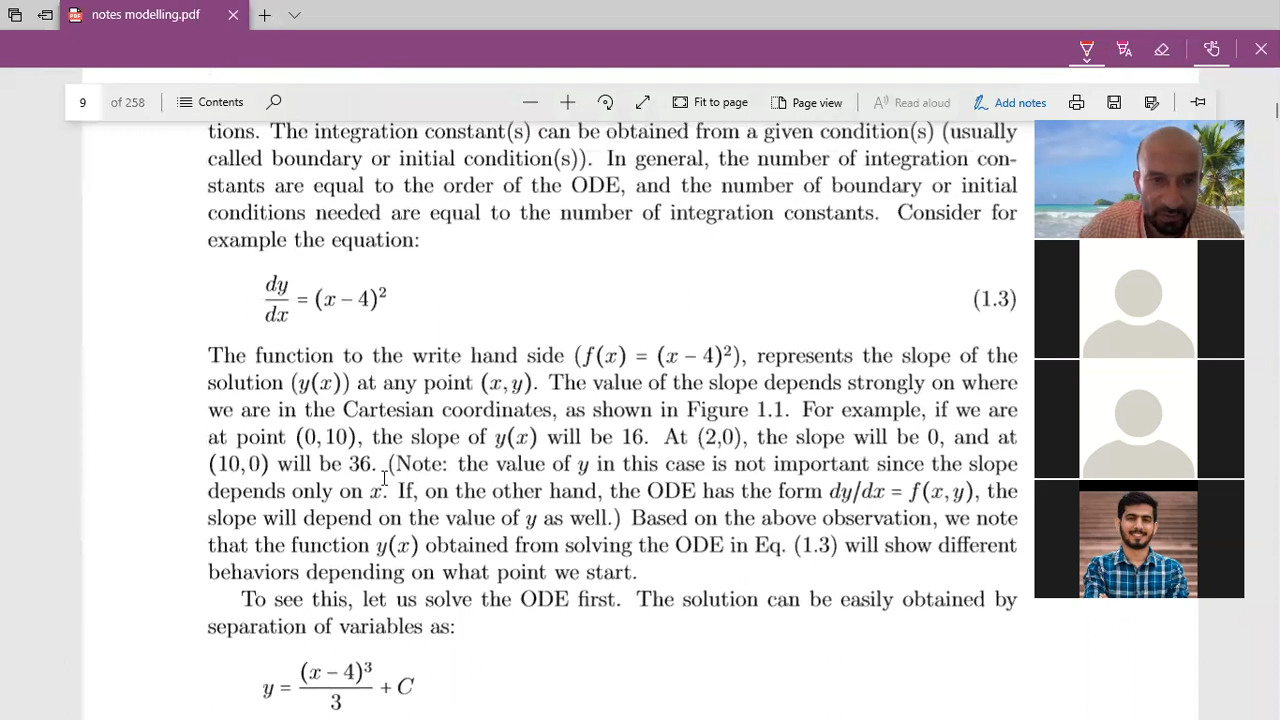 notes modelling.pdf
9 of 258 Contents Fit to page Page view Read aloud Add notes
tions. The integration constant(s) can be obtained from a given condition(s) (usually
called boundary or initial condition(s)). In general, the number of integration con-
stants are equal to the order of the ODE, and the number of boundary or initial
conditions needed are equal to the number of integration constants. Consider for
example the equation:
dy/dx = (x − 4)² (1.3)
The function to the write hand side (f(x) = (x − 4)²), represents the slope of the
solution (y(x)) at any point (x, y). The value of the slope depends strongly on where
we are in the Cartesian coordinates, as shown in Figure 1.1. For example, if we are
at point (0, 10), the slope of y(x) will be 16. At (2,0), the slope will be 0, and at
(10, 0) will be 36. (Note: the value of y in this case is not important since the slope
depends only on x. If, on the other hand, the ODE has the form dy/dx = f(x, y), the
slope will depend on the value of y as well.) Based on the above observation, we note
that the function y(x) obtained from solving the ODE in Eq. (1.3) will show different
behaviors depending on what point we start.
To see this, let us solve the ODE first. The solution can be easily obtained by
separation of variables as:
y = (x − 4)³/3 + C